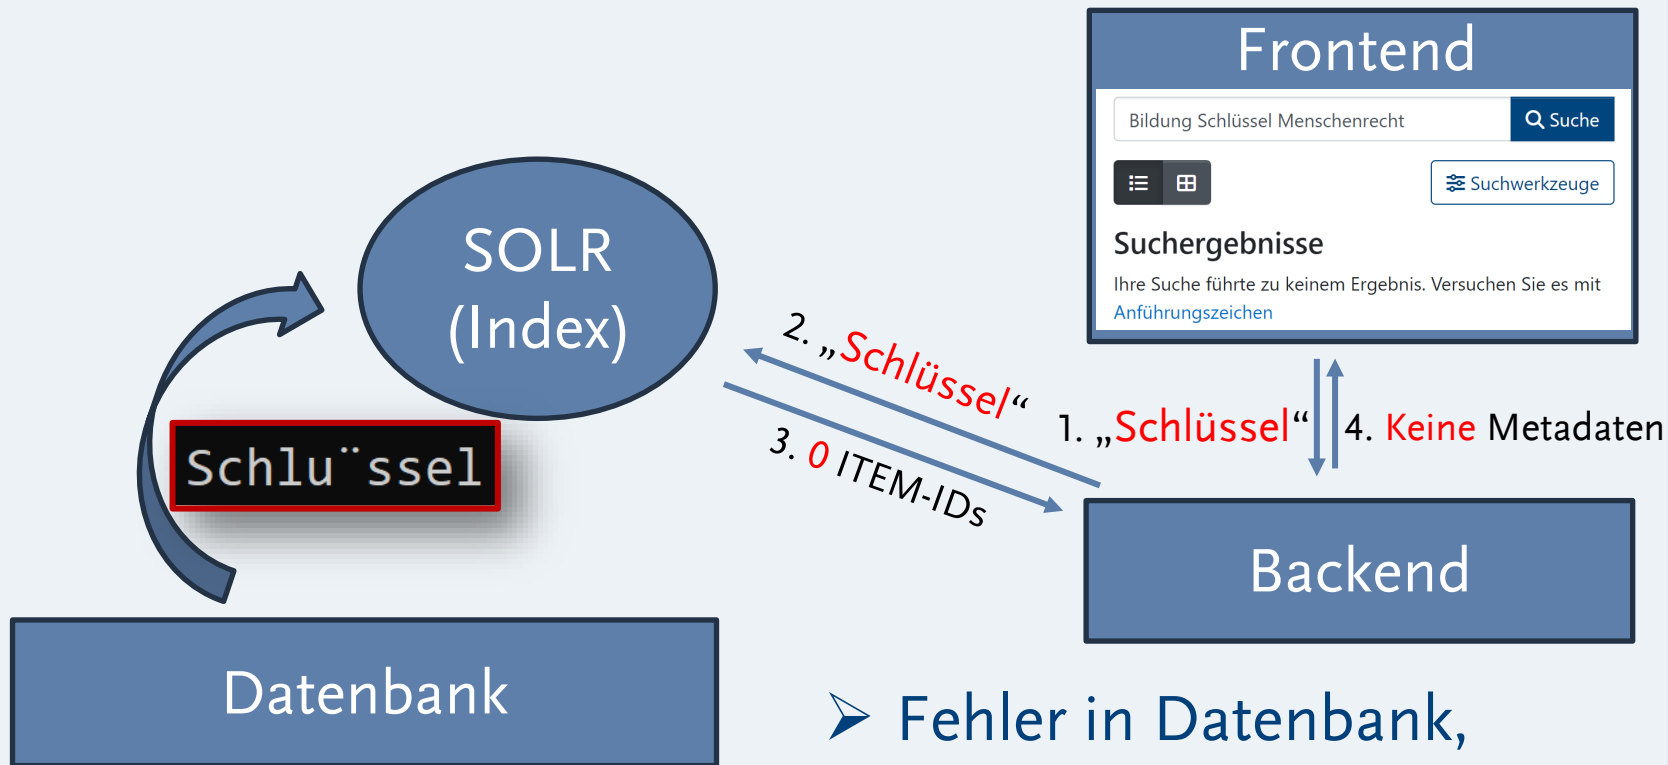 Frontend
Bildung Schlüssel Menschenrecht
Suche
Suchwerkzeuge
Suchergebnisse
Ihre Suche führte zu keinem Ergebnis. Versuchen Sie es mit
Anführungszeichen
SOLR
(Index)
2. „Schlüssel“
3. 0 ITEM-IDs
1. „Schlüssel“
4. Keine Metadaten
Schlu¨ssel
Backend
Datenbank
➢ Fehler in Datenbank,